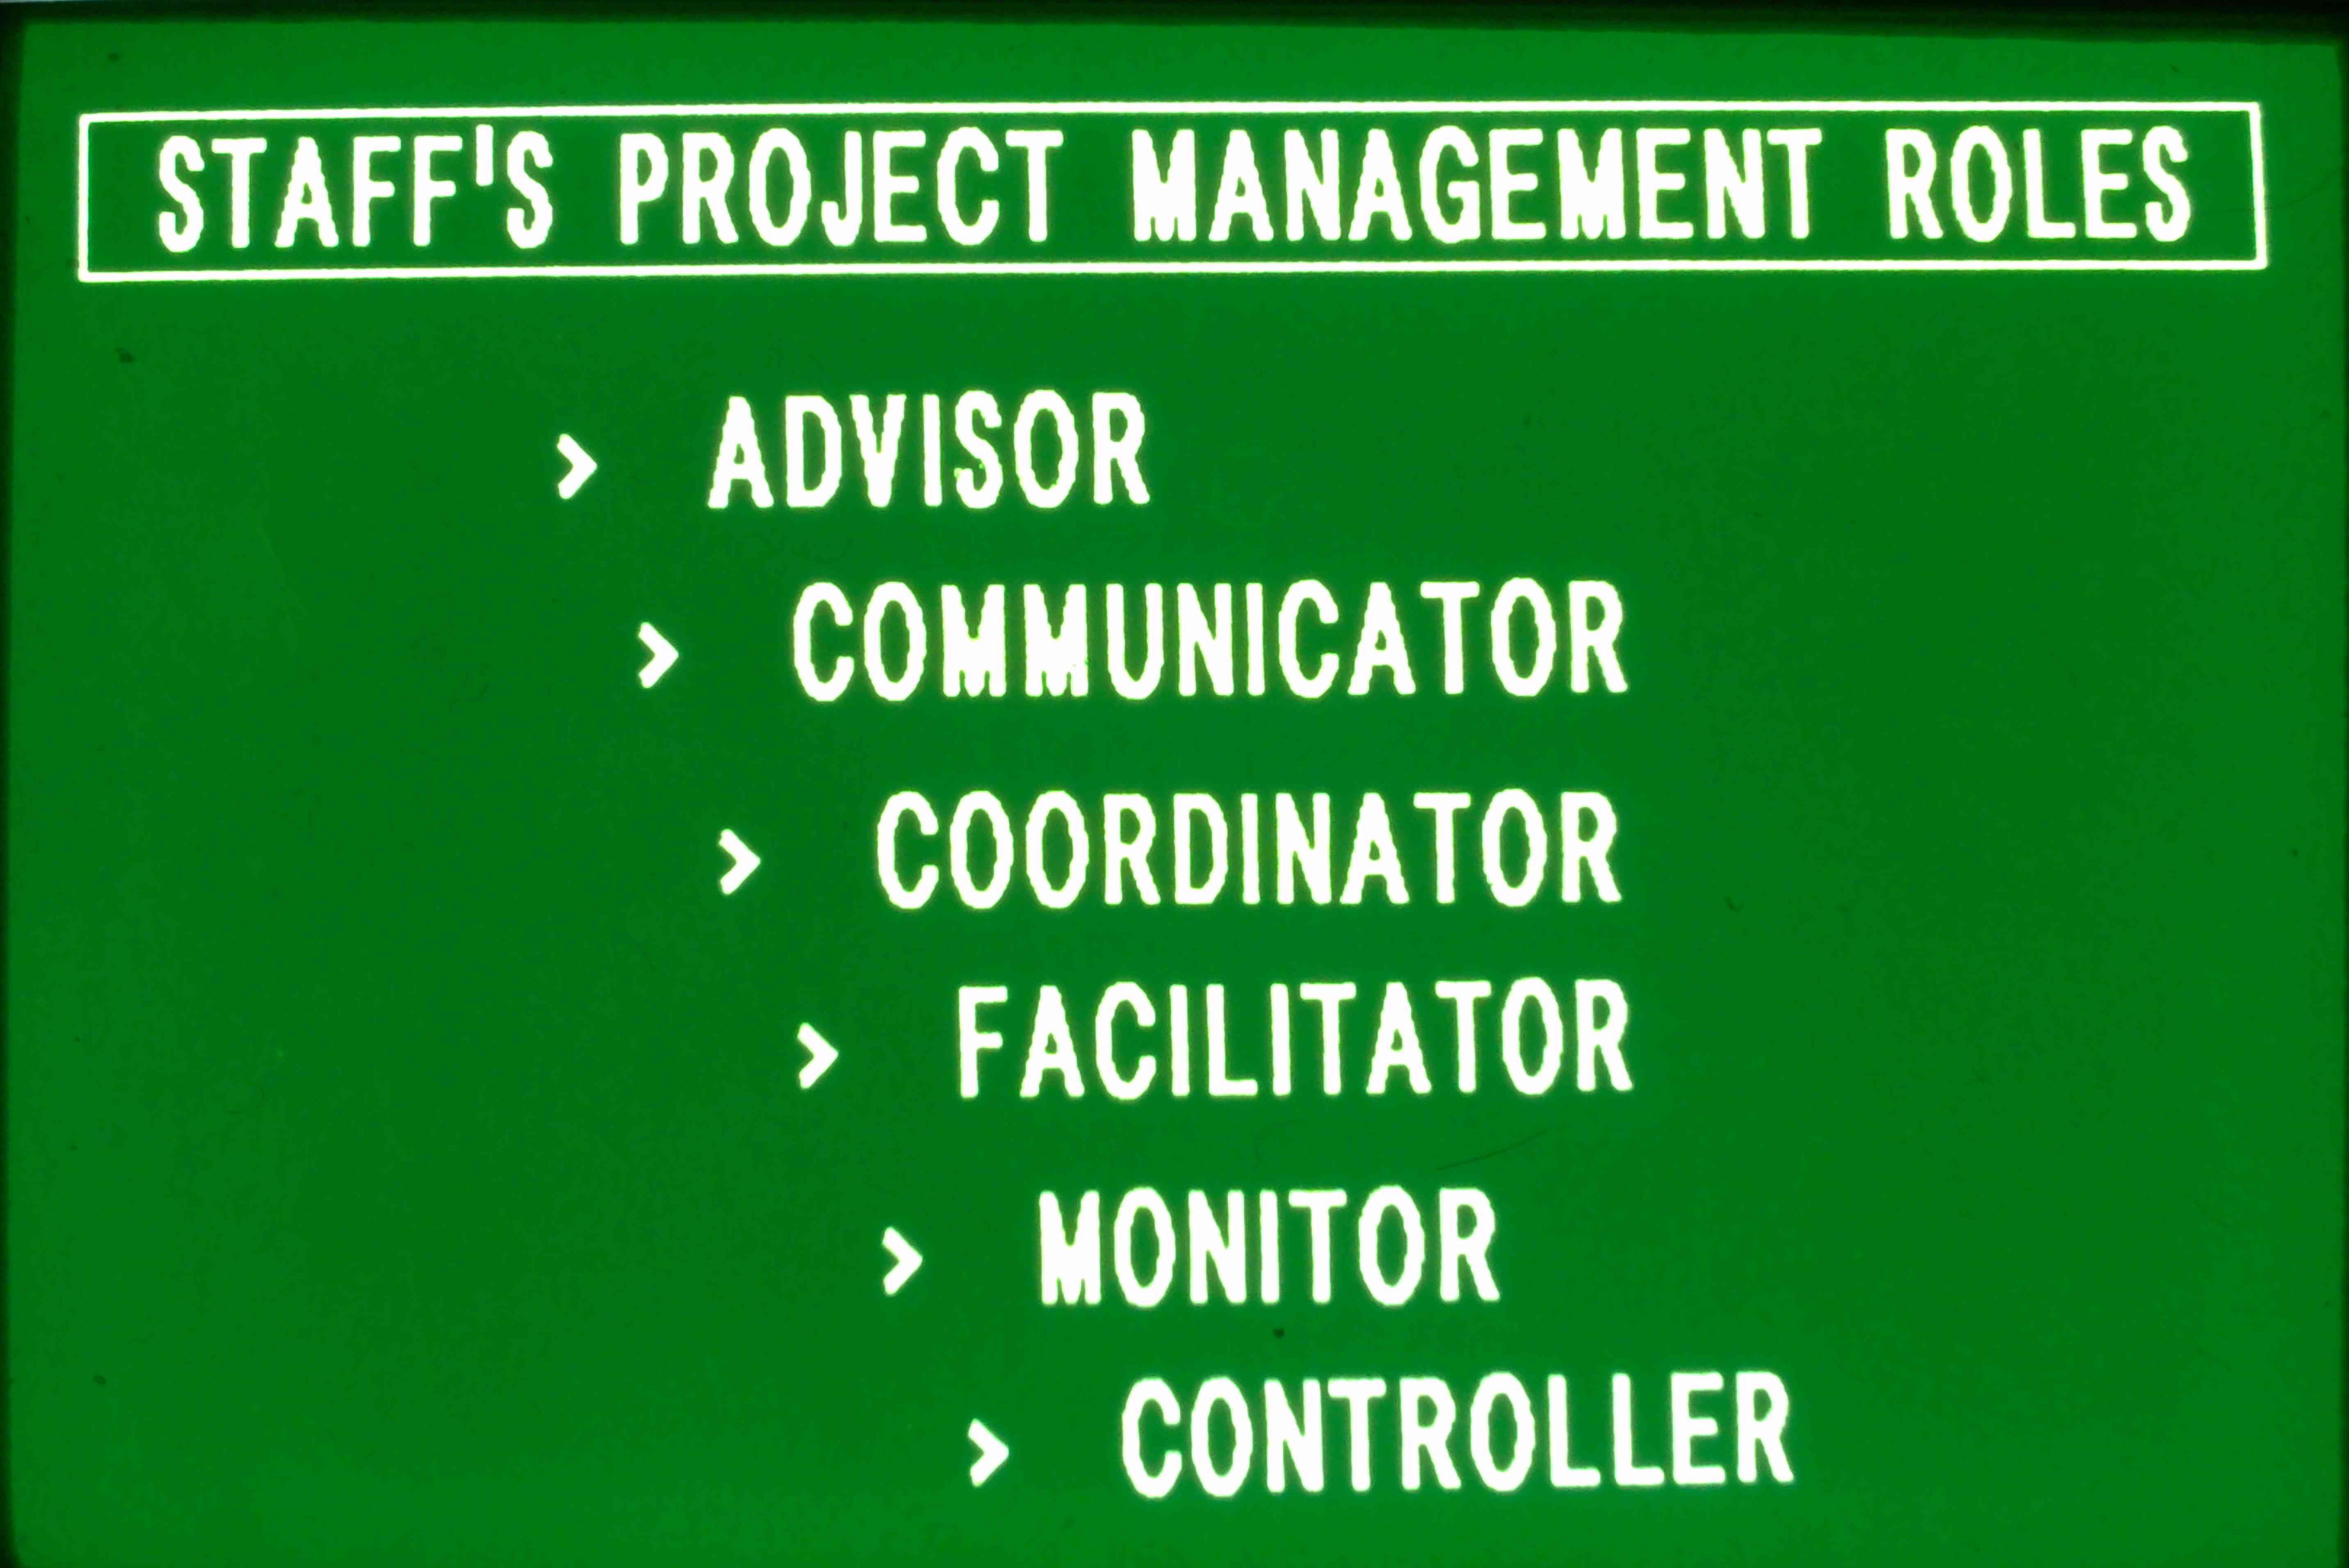 STAFF'S PROJECT MANAGEMENT ROLES
> ADVISOR
> COMMUNICATOR
> COORDINATOR
> FACILITATOR
> MONITOR
> CONTROLLER